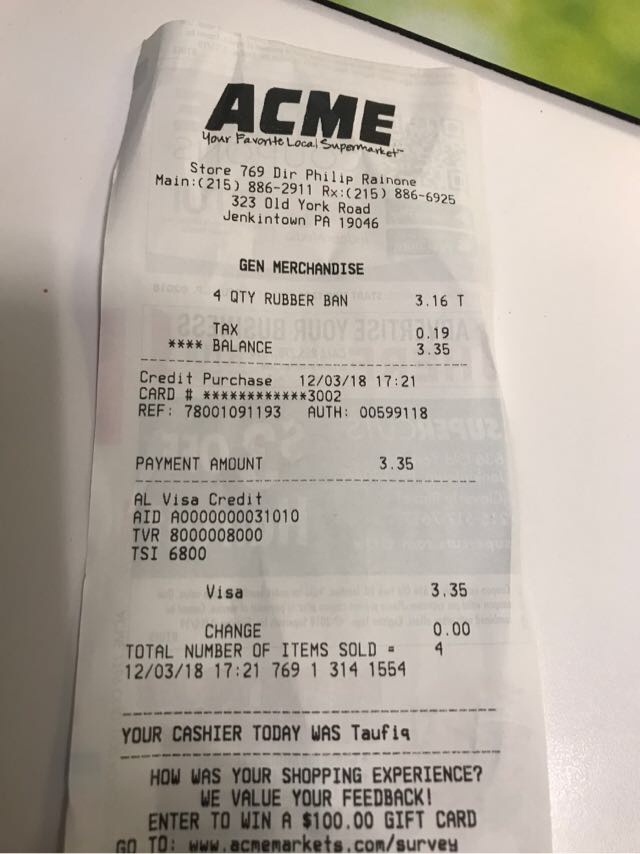 ACME
Your Favorite Local Supermarket™
Store 769 Dir Philip Rainone
Main:(215) 886-2911 Rx:(215) 886-6925
323 Old York Road
Jenkintown PA 19046
GEN MERCHANDISE
4 QTY RUBBER BAN 3.16 T
TAX 0.19
**** BALANCE 3.35
Credit Purchase 12/03/18 17:21
CARD # ************3002
REF: 78001091193 AUTH: 00599118
PAYMENT AMOUNT 3.35
AL Visa Credit
AID A0000000031010
TVR 8000008000
TSI 6800
Visa 3.35
CHANGE 0.00
TOTAL NUMBER OF ITEMS SOLD = 4
12/03/18 17:21 769 1 314 1554
YOUR CASHIER TODAY WAS Taufiq
HOW WAS YOUR SHOPPING EXPERIENCE?
WE VALUE YOUR FEEDBACK!
ENTER TO WIN A $100.00 GIFT CARD
GO TO: www.acmemarkets.com/survey